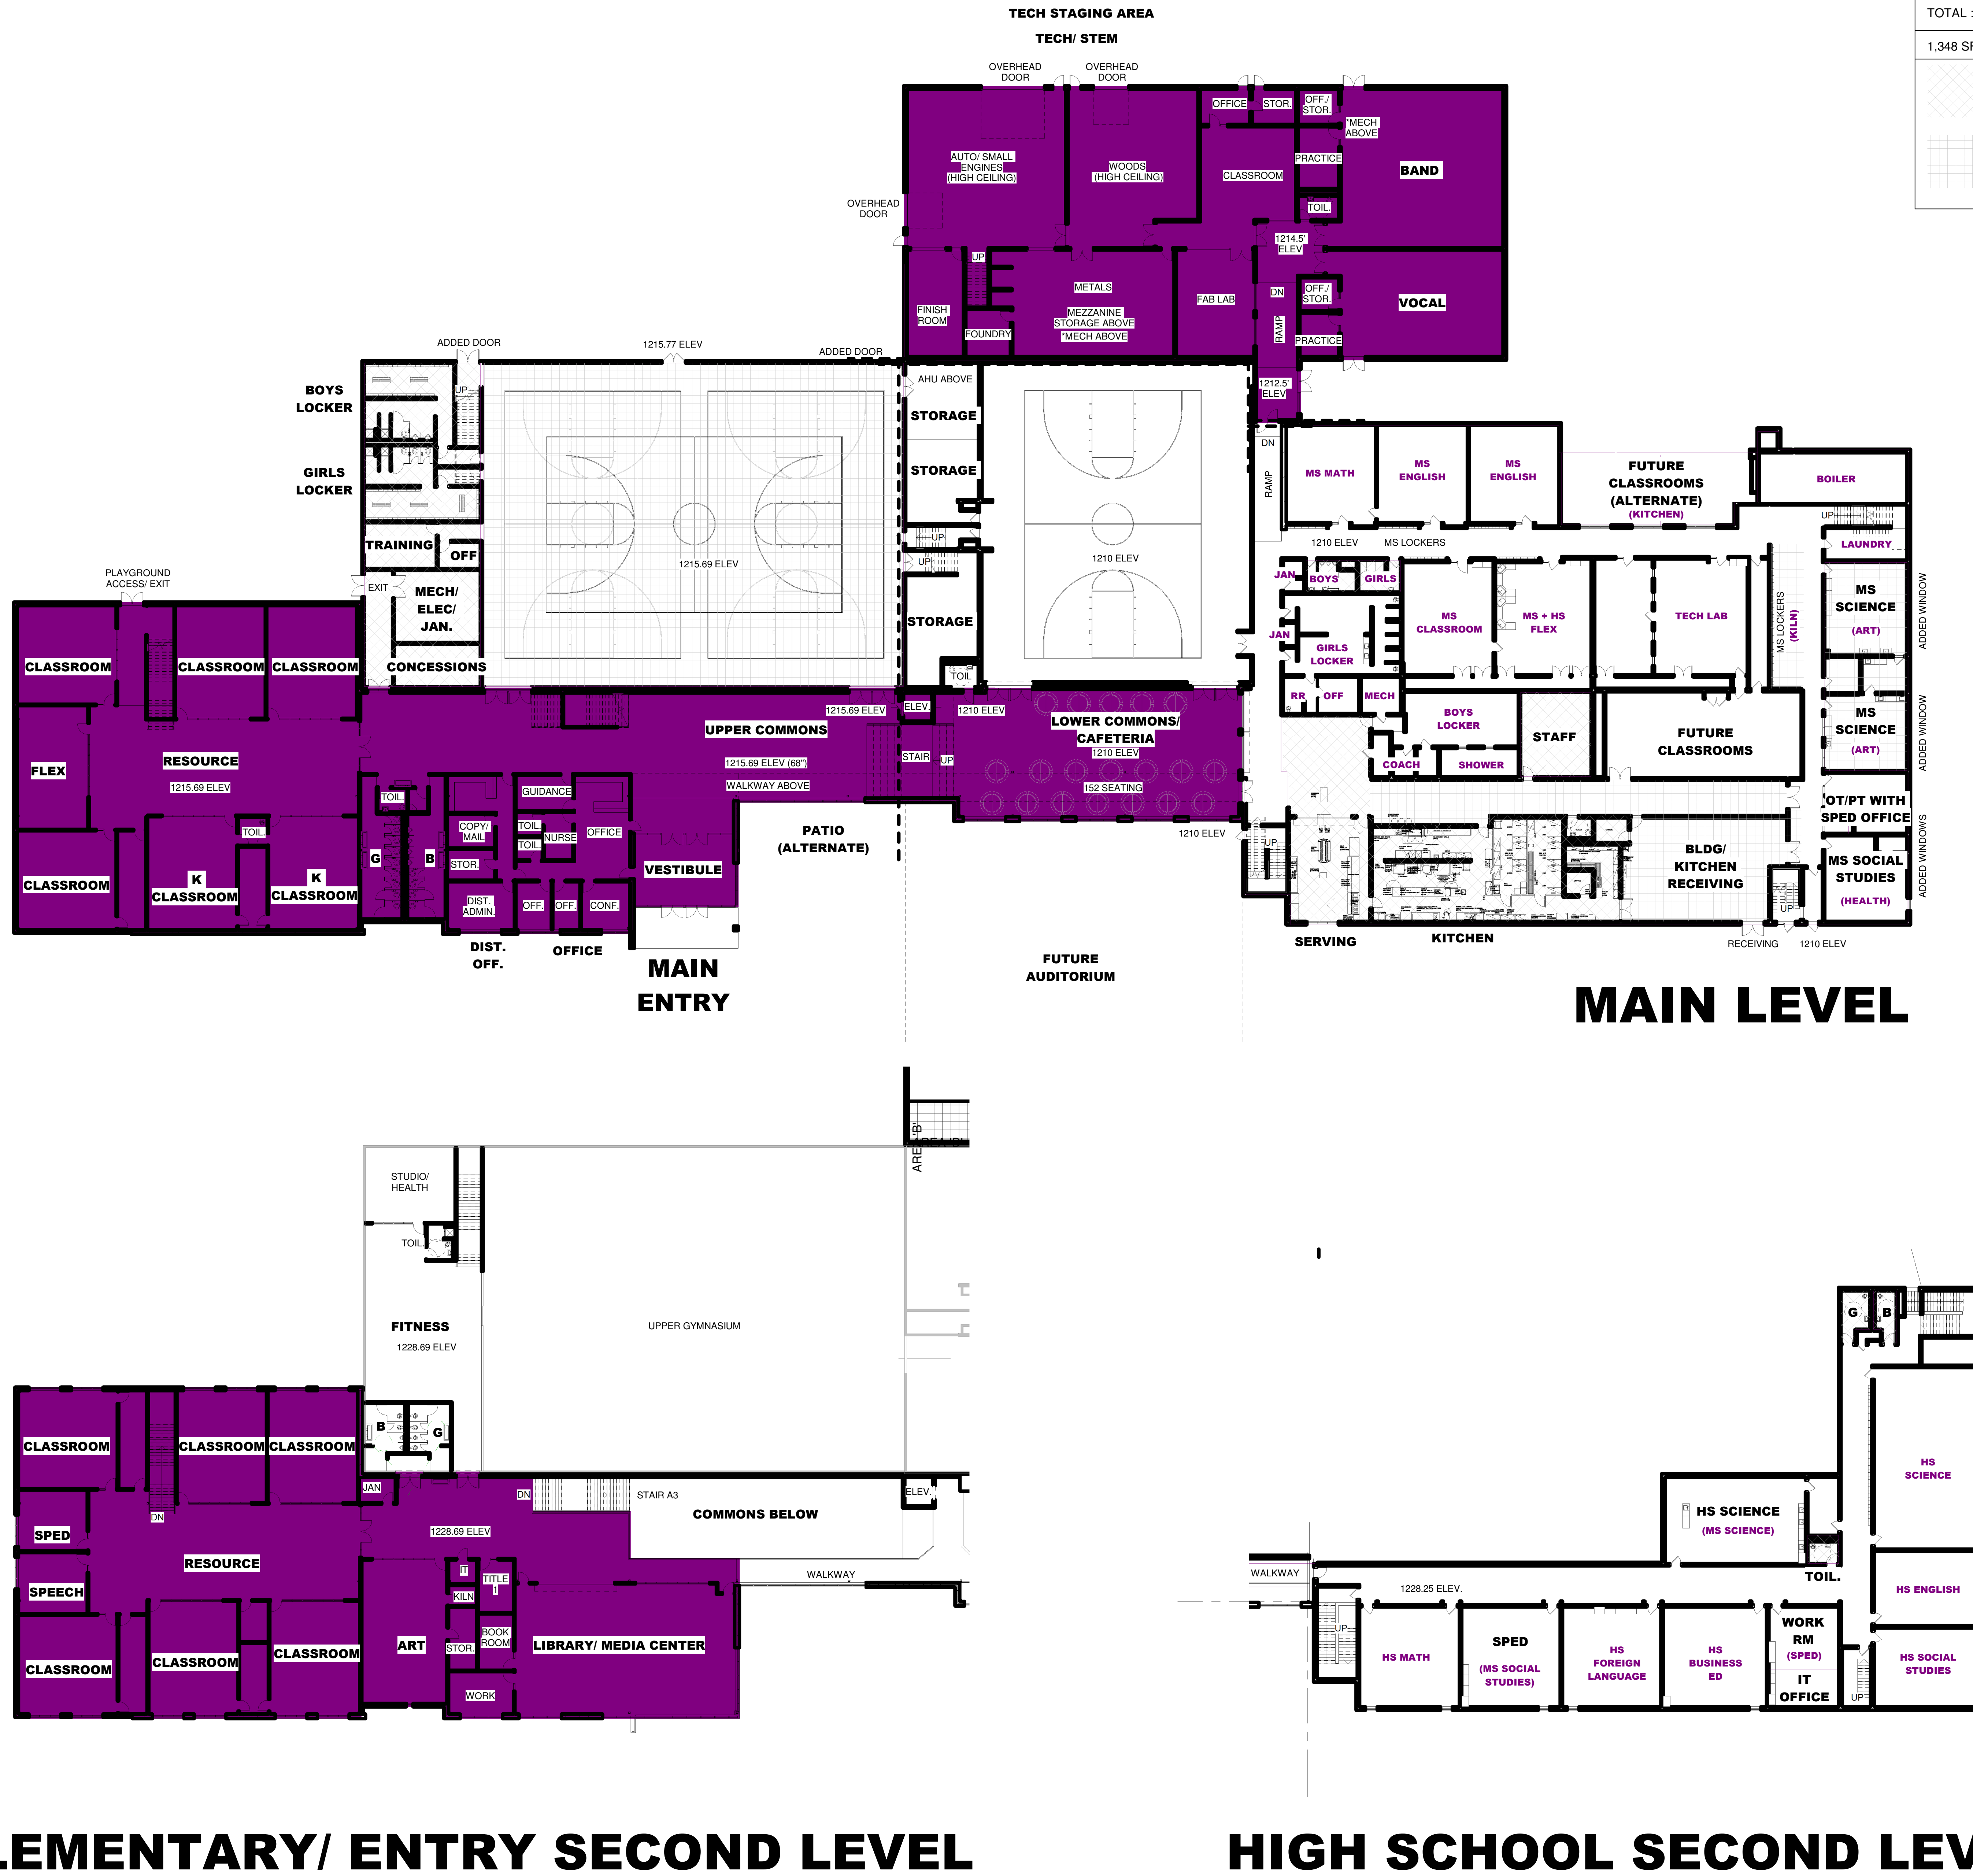 TECH STAGING AREA
TECH/ STEM
TOTAL :
1,348 SF
OVERHEAD
DOOR
OVERHEAD
DOOR
OFFICE
STOR.
OFF./
STOR.
*MECH
ABOVE
AUTO/ SMALL
ENGINES
(HIGH CEILING)
WOODS
(HIGH CEILING)
CLASSROOM
PRACTICE
BAND
OVERHEAD
DOOR
TOIL.
1214.5'
ELEV
UP
FINISH
ROOM
FOUNDRY
METALS
MEZZANINE
STORAGE ABOVE
*MECH ABOVE
FAB LAB
DN
RAMP
OFF./
STOR.
VOCAL
PRACTICE
1212.5'
ELEV
ADDED DOOR
1215.77 ELEV
ADDED DOOR
BOYS
LOCKER
UP
GIRLS
LOCKER
TRAINING
OFF
EXIT
MECH/
ELEC/
JAN.
CONCESSIONS
1215.69 ELEV
AHU ABOVE
STORAGE
STORAGE
UP
UP
STORAGE
TOIL
1210 ELEV
DN
RAMP
MS MATH
MS
ENGLISH
MS
ENGLISH
FUTURE
CLASSROOMS
(ALTERNATE)
(KITCHEN)
BOILER
1210 ELEV
MS LOCKERS
UP
LAUNDRY
JAN
BOYS
GIRLS
JAN
GIRLS
LOCKER
MS
CLASSROOM
MS + HS
FLEX
TECH LAB
MS LOCKERS
(KILN)
MS
SCIENCE
(ART)
ADDED WINDOW
RR
OFF
MECH
BOYS
LOCKER
COACH
SHOWER
STAFF
FUTURE
CLASSROOMS
MS
SCIENCE
(ART)
ADDED WINDOW
OT/PT WITH
SPED OFFICE
MS SOCIAL
STUDIES
(HEALTH)
ADDED WINDOWS
UP
BLDG/
KITCHEN
RECEIVING
UP
SERVING
KITCHEN
RECEIVING
1210 ELEV
PLAYGROUND
ACCESS/ EXIT
CLASSROOM
CLASSROOM
CLASSROOM
FLEX
RESOURCE
1215.69 ELEV
CLASSROOM
K
CLASSROOM
TOIL.
K
CLASSROOM
TOIL.
G
B
COPY/
MAIL
STOR.
DIST.
ADMIN.
GUIDANCE
TOIL
TOIL.
NURSE
OFFICE
OFF.
OFF.
CONF.
VESTIBULE
UPPER COMMONS
1215.69 ELEV
1215.69 ELEV (68")
WALKWAY ABOVE
ELEV.
STAIR
UP
1210 ELEV
LOWER COMMONS/
CAFETERIA
1210 ELEV
152 SEATING
1210 ELEV
PATIO
(ALTERNATE)
DIST.
OFF.
OFFICE
MAIN
ENTRY
FUTURE
AUDITORIUM
MAIN LEVEL
STUDIO/
HEALTH
TOIL.
FITNESS
1228.69 ELEV
UPPER GYMNASIUM
B
G
CLASSROOM
CLASSROOM
CLASSROOM
DN
SPED
SPEECH
RESOURCE
CLASSROOM
CLASSROOM
CLASSROOM
JAN
DN
STAIR A3
COMMONS BELOW
ELEV.
1228.69 ELEV
IT
KILN
TITLE
1
STOR.
BOOK
ROOM
ART
WORK
LIBRARY/ MEDIA CENTER
WALKWAY
G
B
HS
SCIENCE
HS SCIENCE
(MS SCIENCE)
TOIL.
WALKWAY
1228.25 ELEV.
UP
HS MATH
SPED
(MS SOCIAL
STUDIES)
HS
FOREIGN
LANGUAGE
HS
BUSINESS
ED
WORK
RM
(SPED)
IT
OFFICE
HS ENGLISH
HS SOCIAL
STUDIES
UP
LEMENTARY/ ENTRY SECOND LEVEL
HIGH SCHOOL SECOND LEV